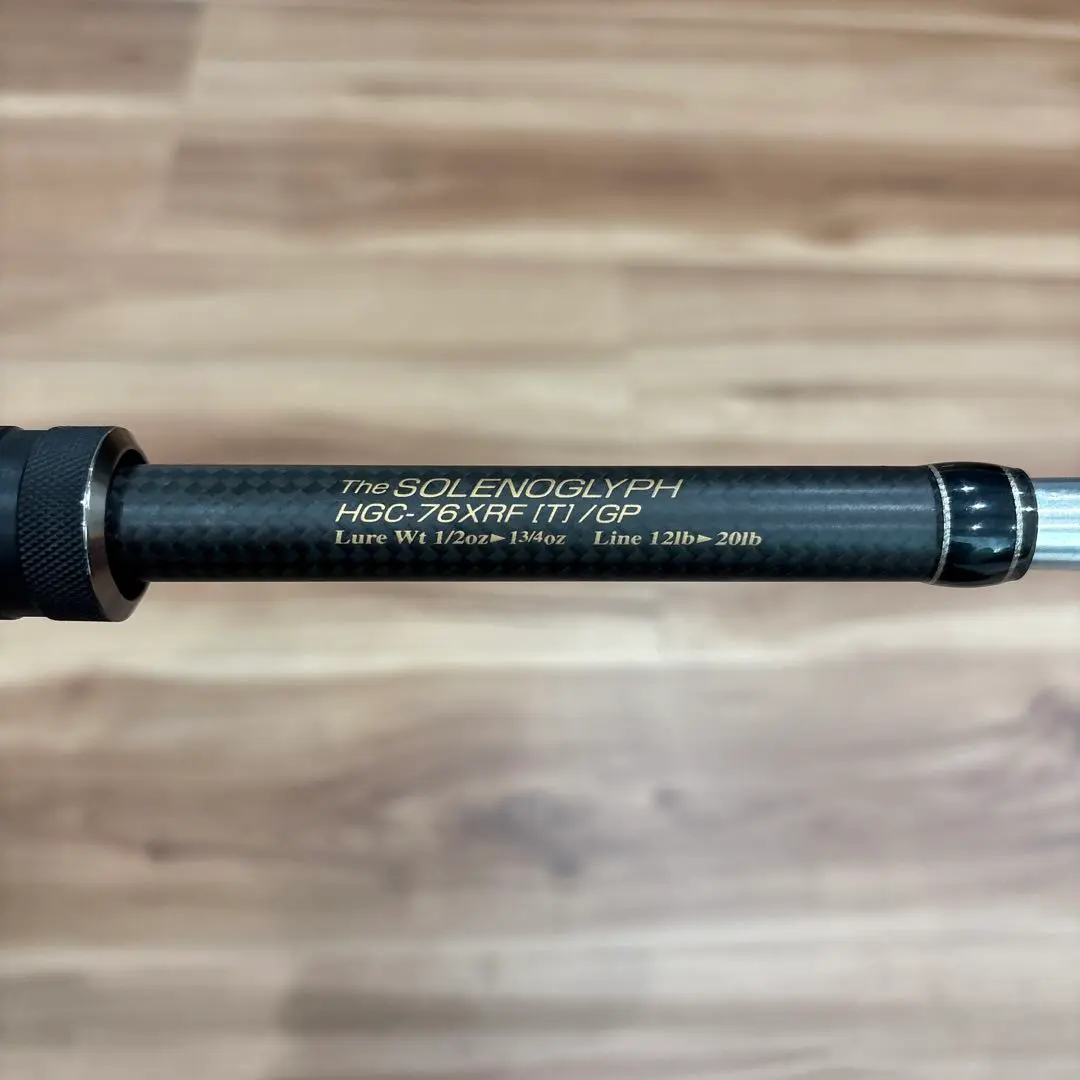 The SOLENOGLYPH
HGC-76XRF [T] /GP
Lure Wt 1/2oz►13/4oz Line 12lb►20lb